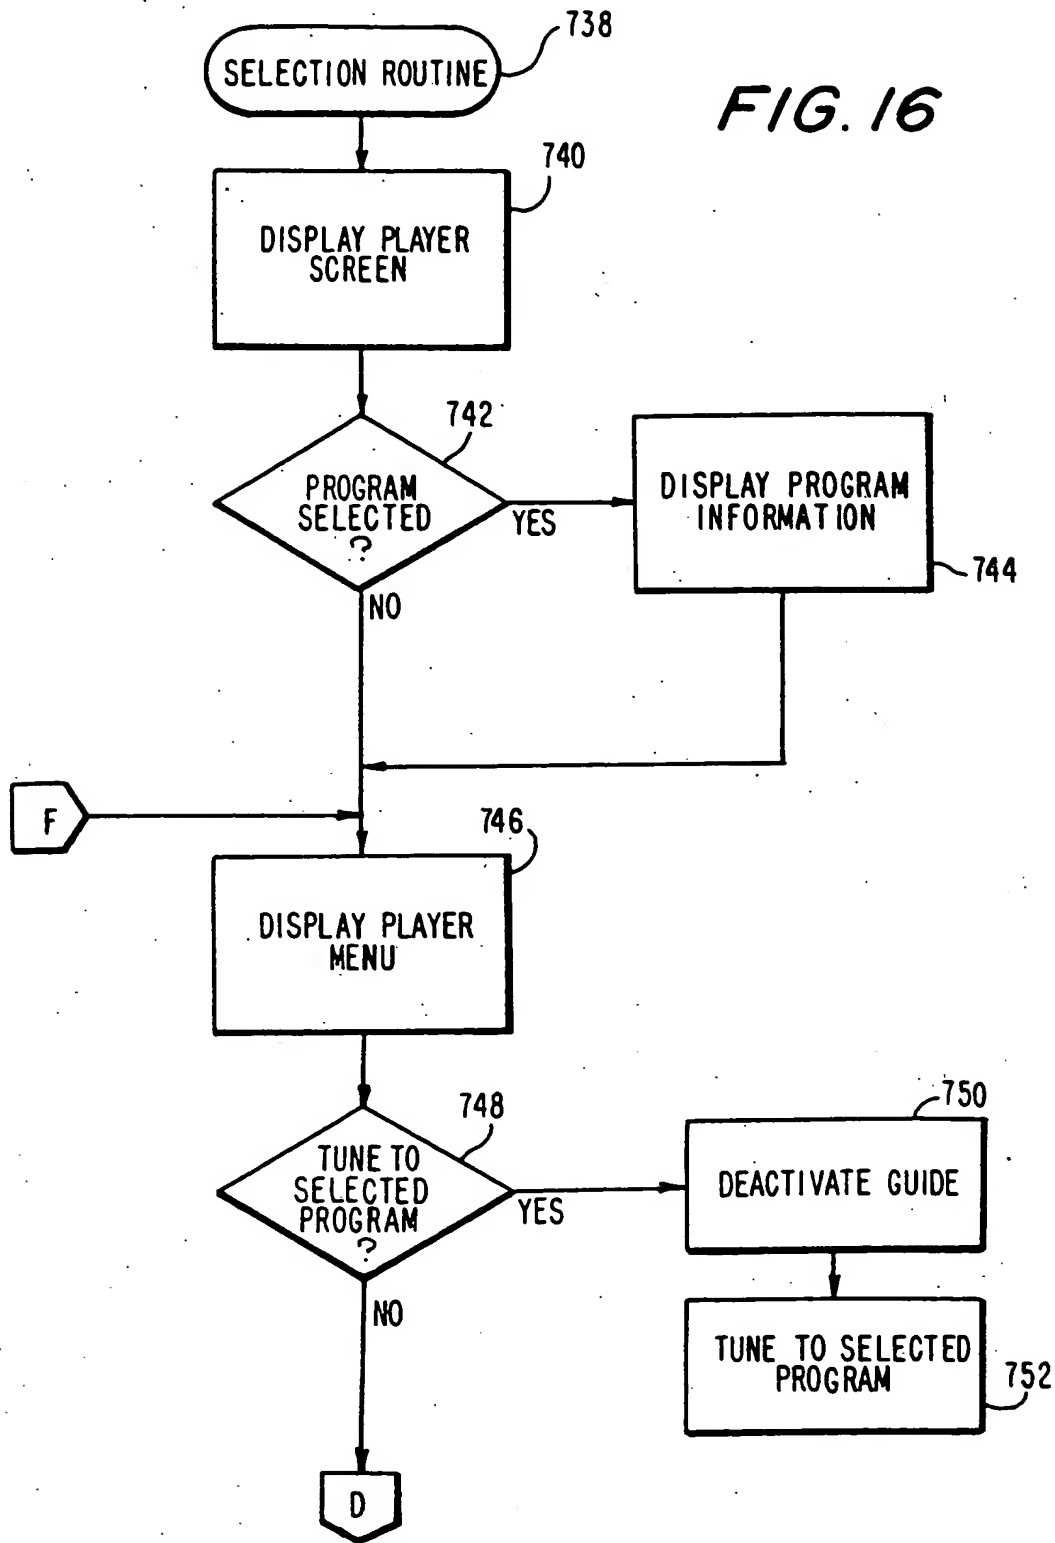 738
SELECTION ROUTINE
FIG. 16
740
DISPLAY PLAYER
SCREEN
742
PROGRAM
SELECTED
?
YES
NO
DISPLAY PROGRAM
INFORMATION
744
F
746
DISPLAY PLAYER
MENU
748
TUNE TO
SELECTED
PROGRAM
?
YES
NO
750
DEACTIVATE GUIDE
TUNE TO SELECTED
PROGRAM
752
D